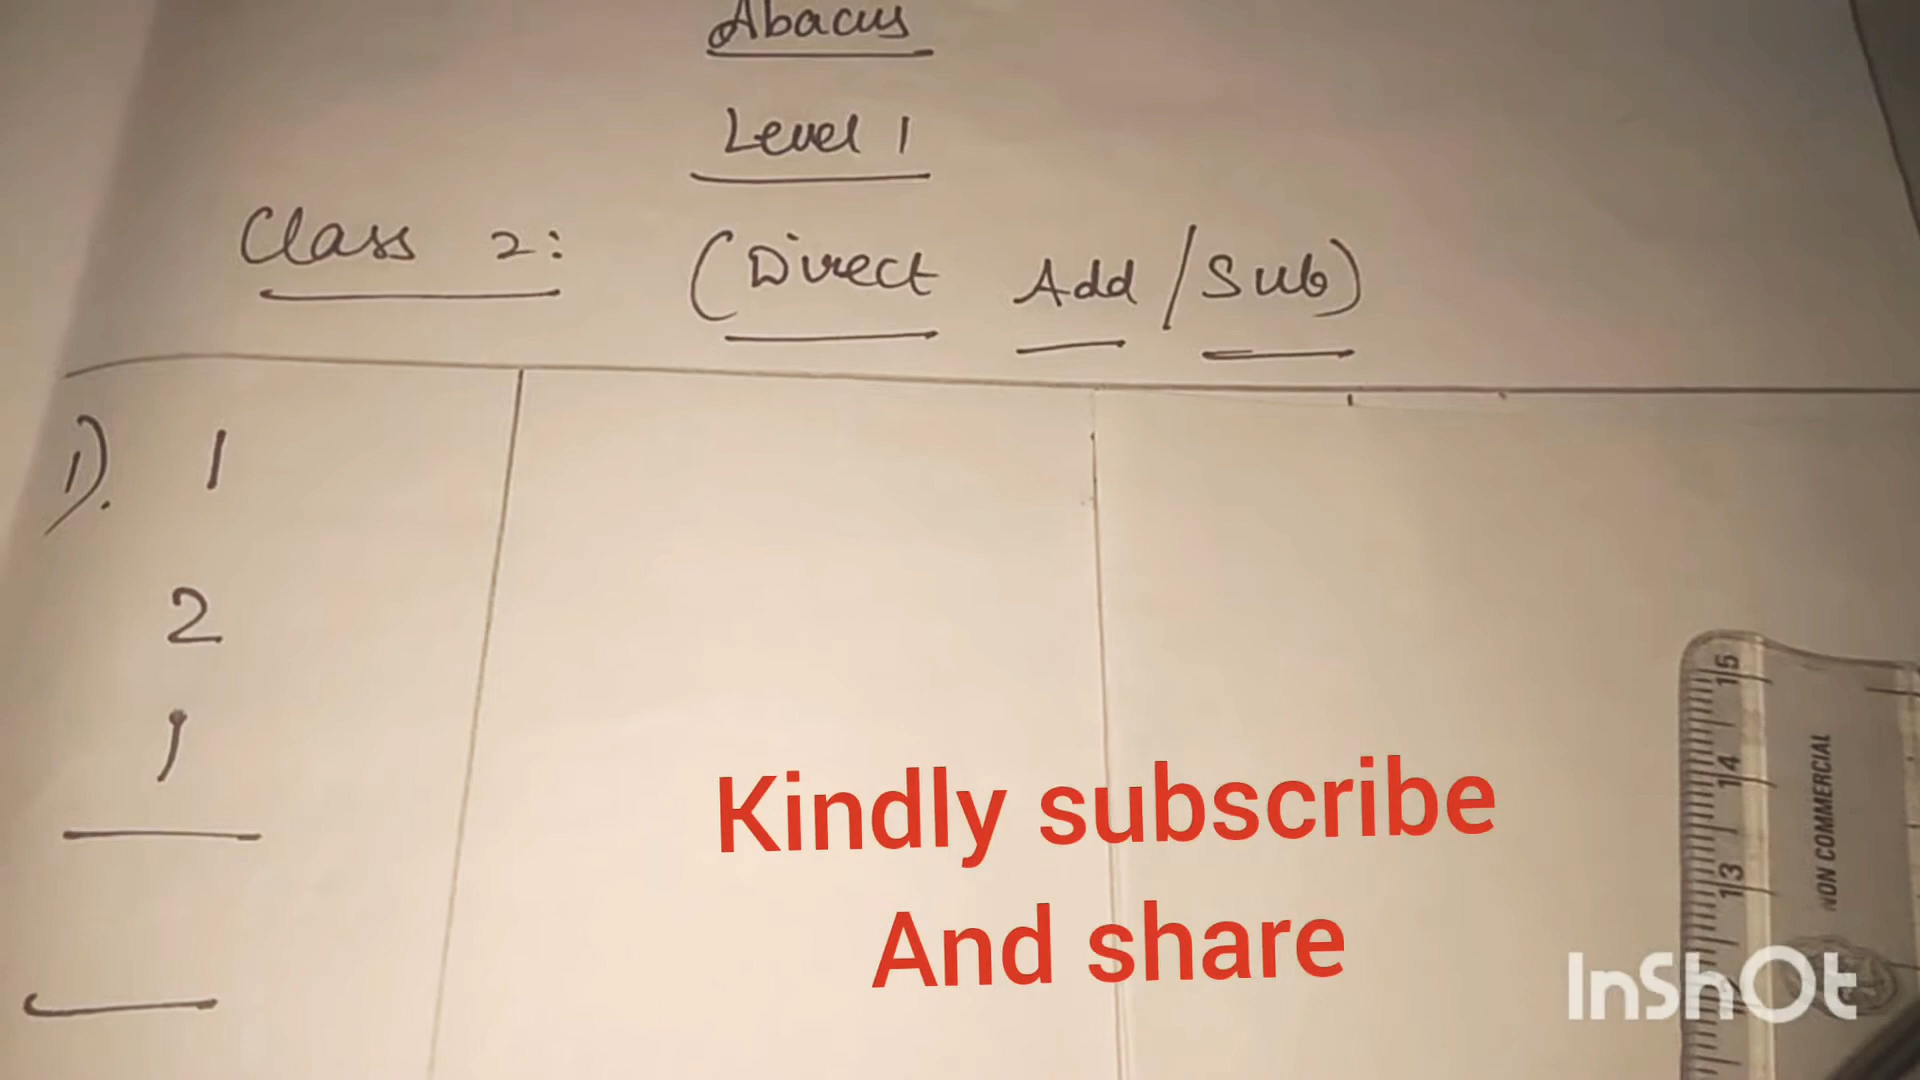 Abacus
Level 1
Class 2: (Direct Add/Sub)
1). 1
2
1
Kindly subscribe
And share
InShOt
15
14
13
NON COMMERCIAL